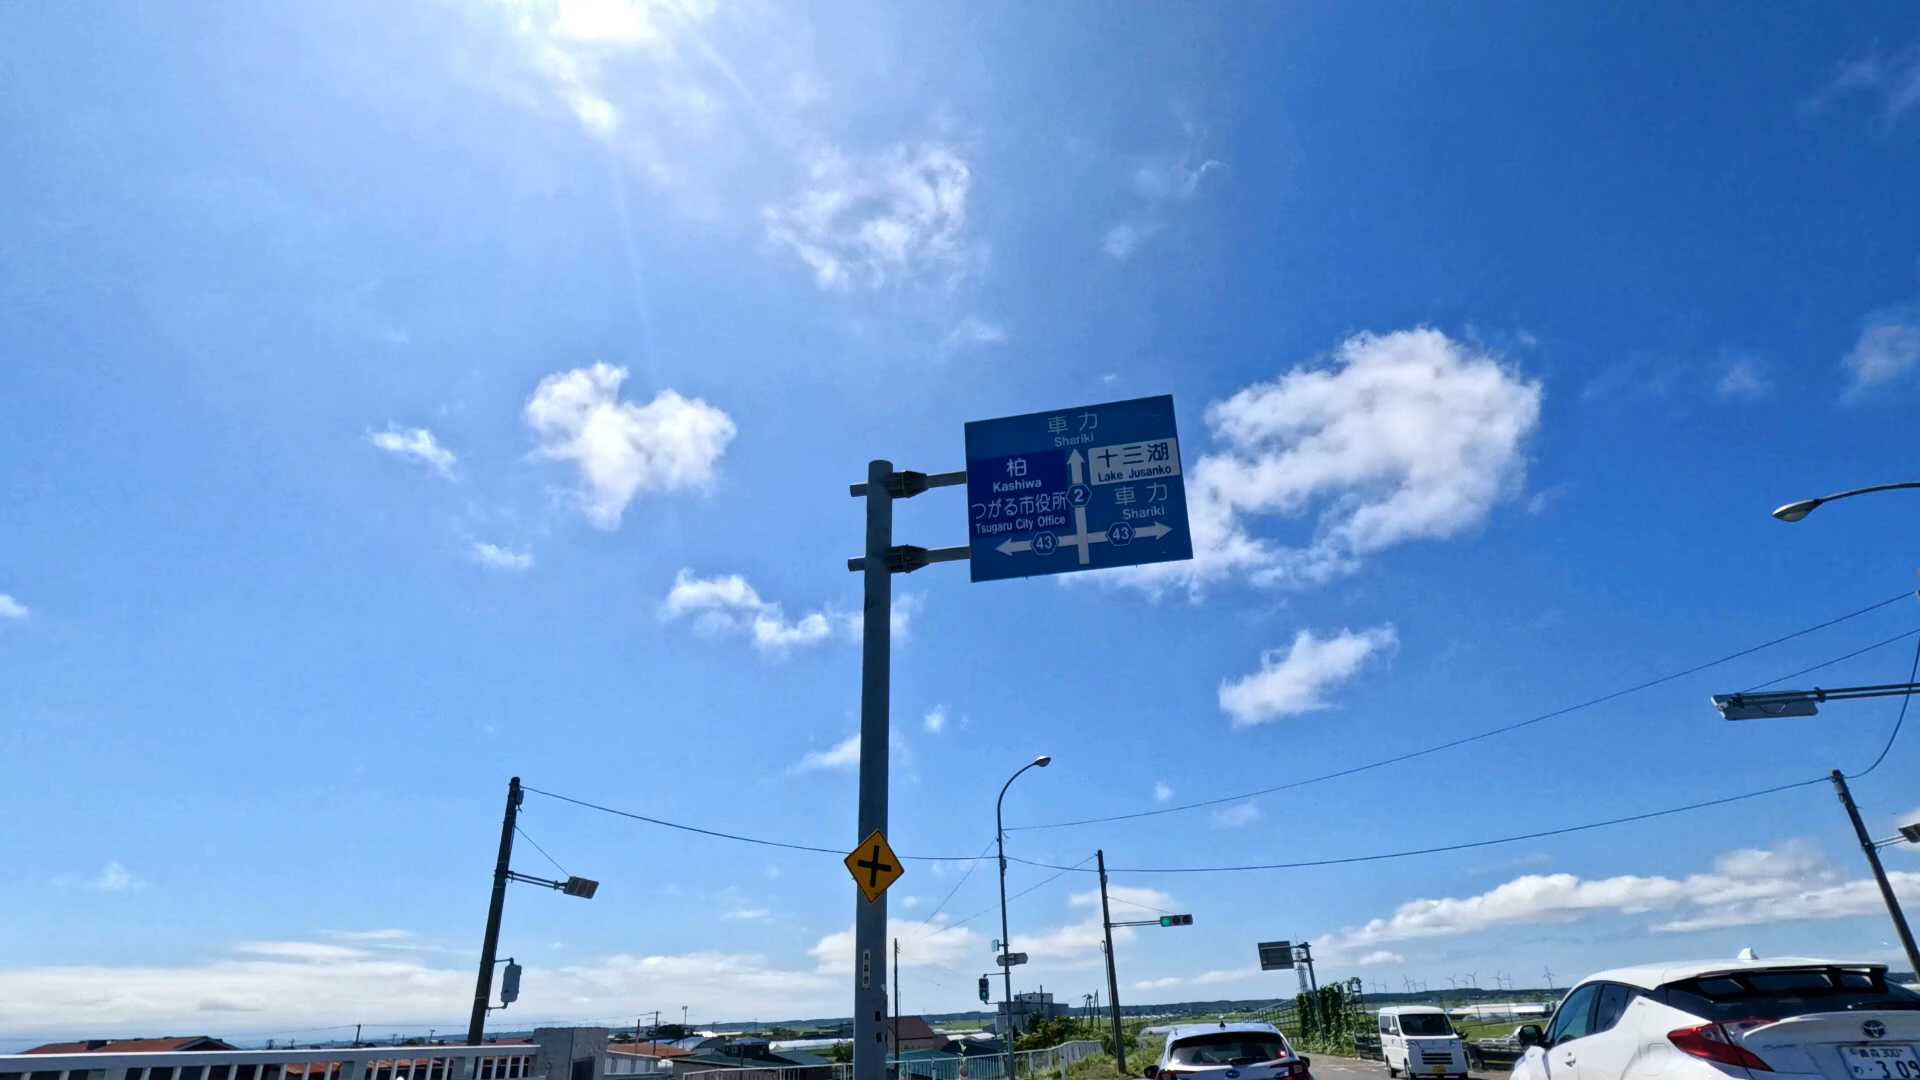 車力
Shariki
柏
Kashiwa
つがる市役所
Tsugaru City Office
2
十三湖
Lake Jusanko
車力
Shariki
43
43